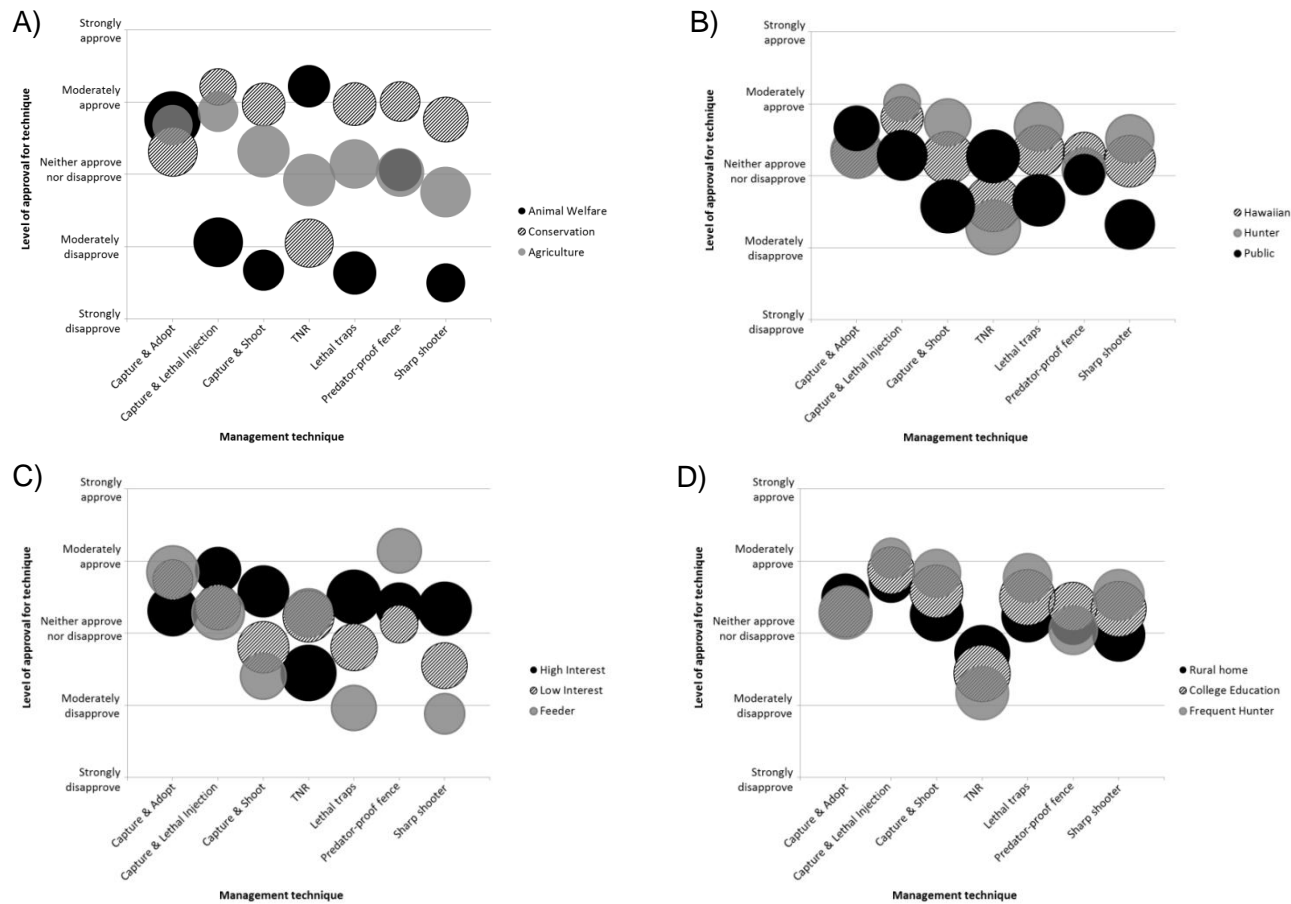 A)
Strongly
approve
Moderately
approve
Neither approve
nor disapprove
Moderately
disapprove
Strongly
disapprove
Level of approval for technique
Animal Welfare
Conservation
Agriculture
Capture & Adopt
Capture & Lethal Injection
Capture & Shoot
TNR
Lethal traps
Predator-proof fence
Sharp shooter
Management technique
B)
Strongly
approve
Moderately
approve
Neither approve
nor disapprove
Moderately
disapprove
Strongly
disapprove
Level of approval for technique
Hawaiian
Hunter
Public
Capture & Adopt
Capture & Lethal Injection
Capture & Shoot
TNR
Lethal traps
Predator-proof fence
Sharp shooter
Management technique
C)
Strongly
approve
Moderately
approve
Neither approve
nor disapprove
Moderately
disapprove
Strongly
disapprove
Level of approval for technique
High Interest
Low Interest
Feeder
Capture & Adopt
Capture & Lethal Injection
Capture & Shoot
TNR
Lethal traps
Predator-proof fence
Sharp shooter
Management technique
D)
Strongly
approve
Moderately
approve
Neither approve
nor disapprove
Moderately
disapprove
Strongly
disapprove
Level of approval for technique
Rural home
College Education
Frequent Hunter
Capture & Adopt
Capture & Lethal Injection
Capture & Shoot
TNR
Lethal traps
Predator-proof fence
Sharp shooter
Management technique